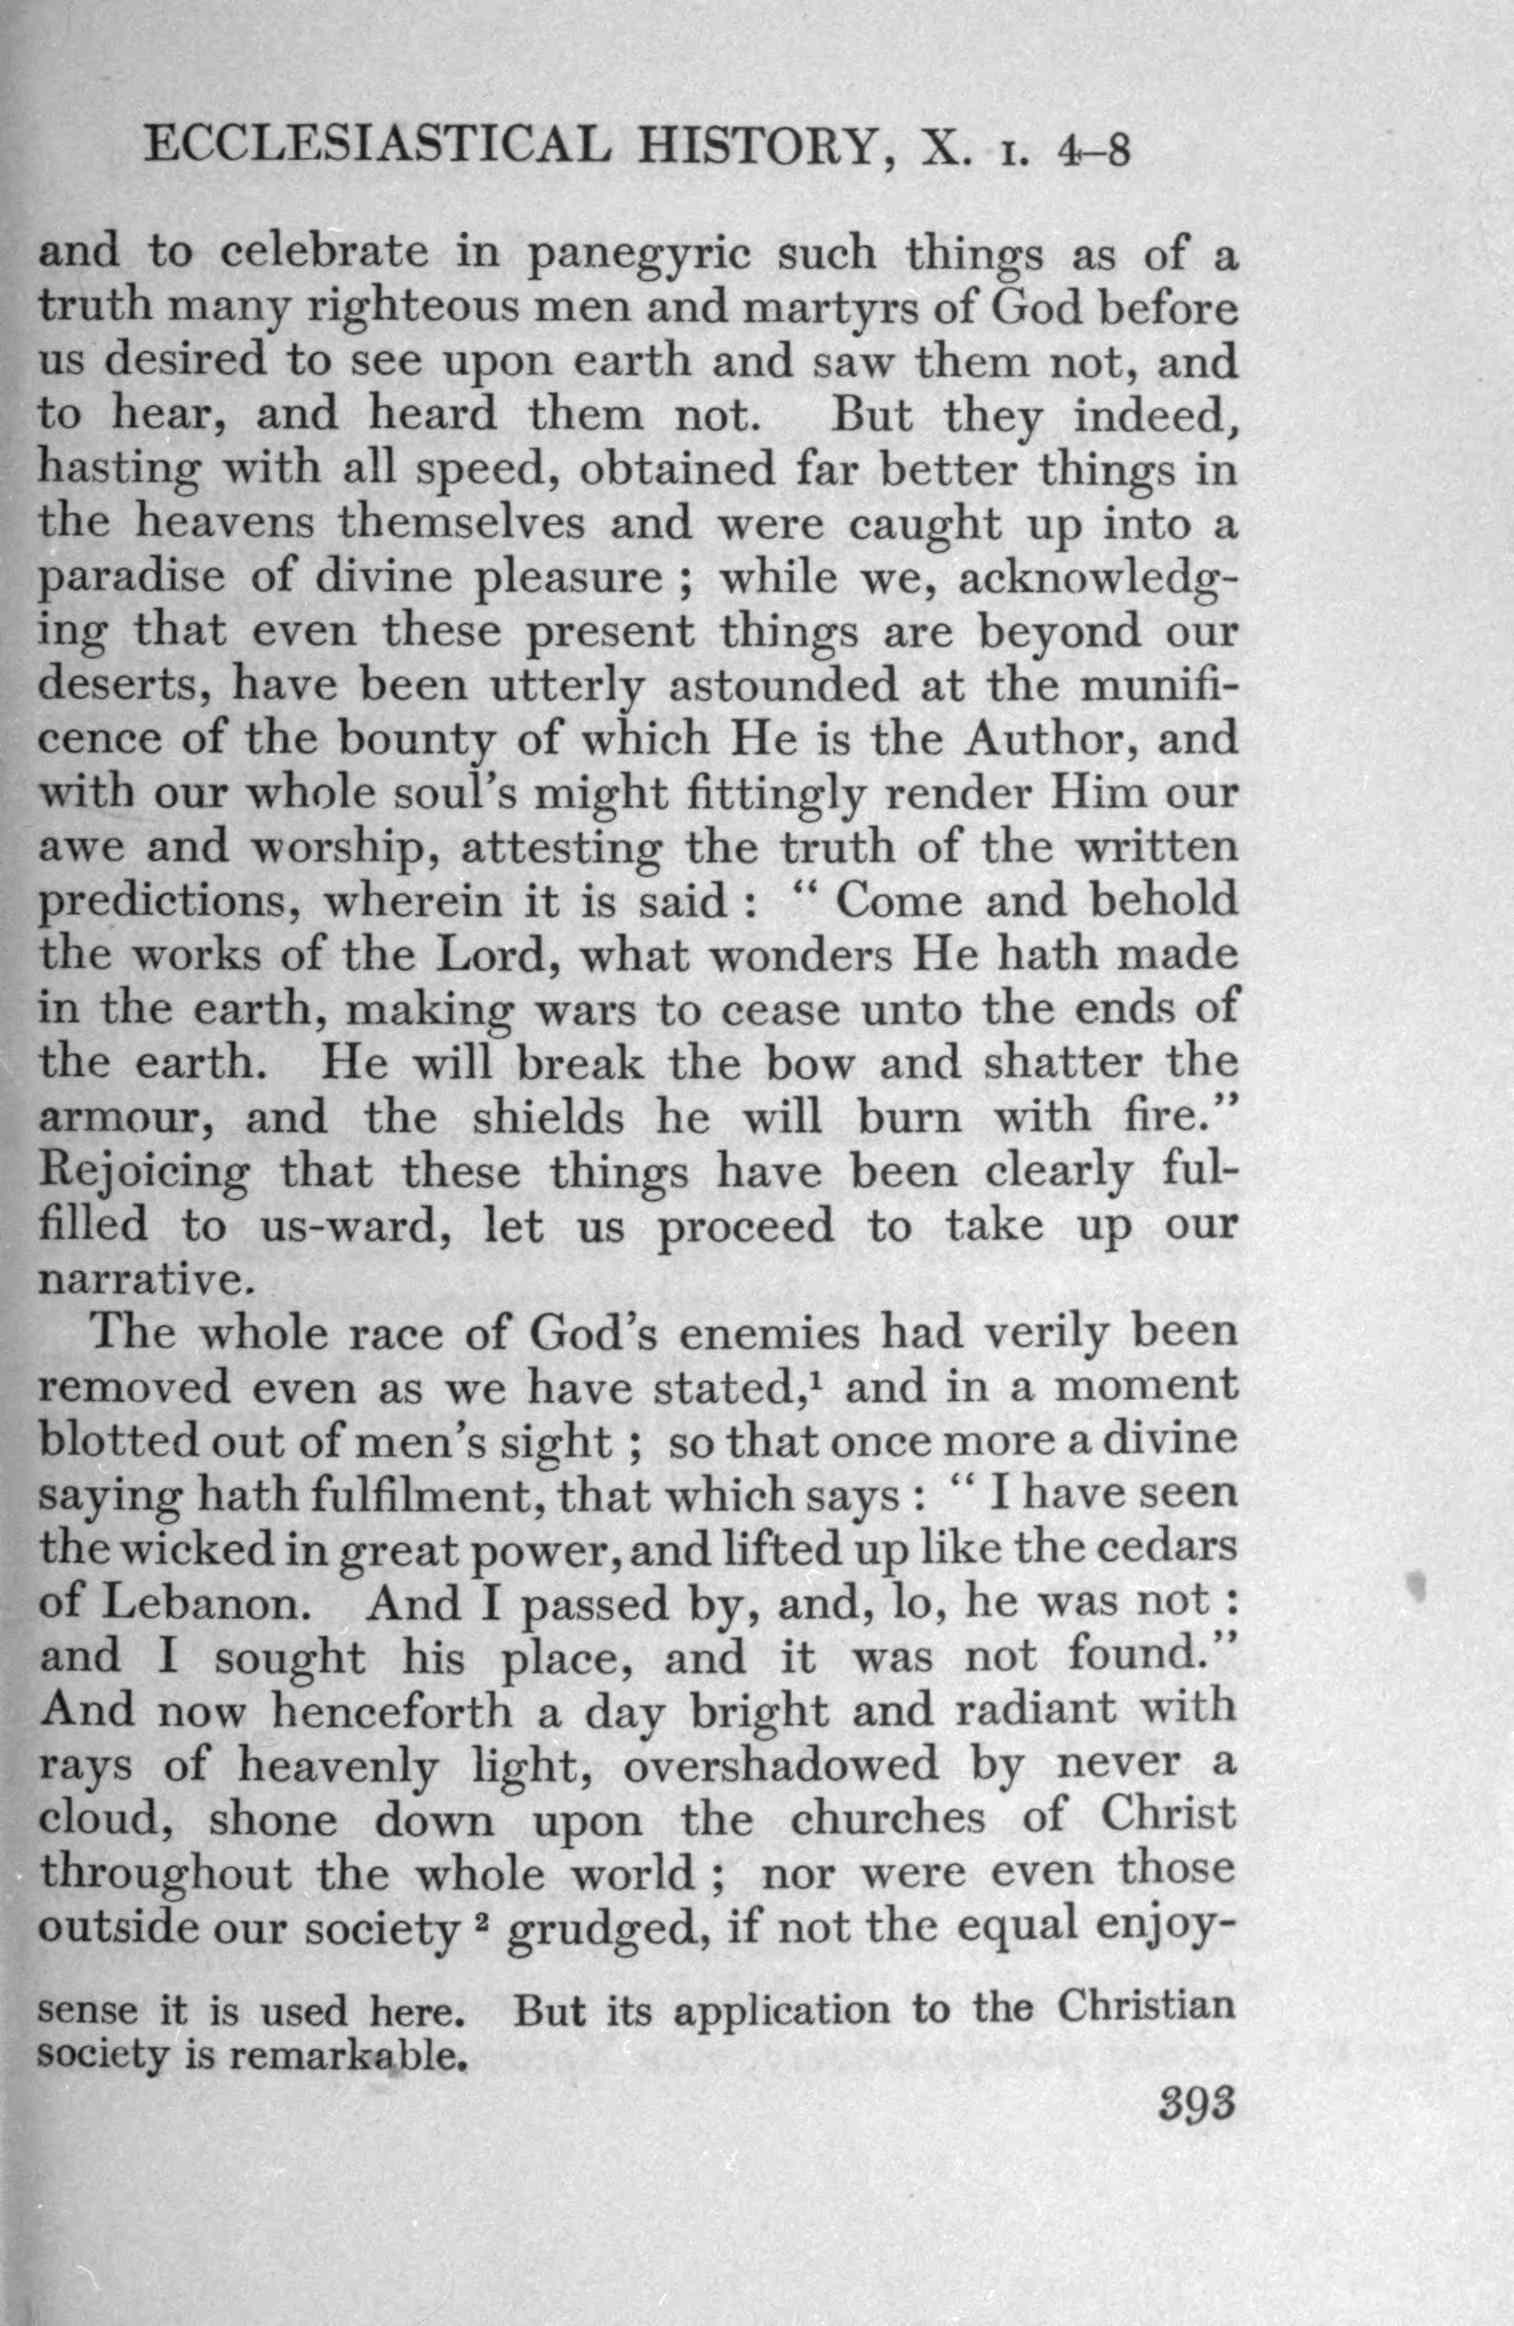 ECCLESIASTICAL HISTORY, X. I. 4–8
and to celebrate in panegyric such things as of a
truth many righteous men and martyrs of God before
us desired to see upon earth and saw them not, and
to hear, and heard them not. But they indeed,
hasting with all speed, obtained far better things in
the heavens themselves and were caught up into a
paradise of divine pleasure ; while we, acknowledg-
ing that even these present things are beyond our
deserts, have been utterly astounded at the munifi-
cence of the bounty of which He is the Author, and
with our whole soul's might fittingly render Him our
awe and worship, attesting the truth of the written
predictions, wherein it is said : “ Come and behold
the works of the Lord, what wonders He hath made
in the earth, making wars to cease unto the ends of
the earth. He will break the bow and shatter the
armour, and the shields he will burn with fire.”
Rejoicing that these things have been clearly ful-
filled to us-ward, let us proceed to take up our
narrative.
The whole race of God's enemies had verily been
removed even as we have stated,¹ and in a moment
blotted out of men's sight ; so that once more a divine
saying hath fulfilment, that which says : “ I have seen
the wicked in great power, and lifted up like the cedars
of Lebanon. And I passed by, and, lo, he was not :
and I sought his place, and it was not found.”
And now henceforth a day bright and radiant with
rays of heavenly light, overshadowed by never a
cloud, shone down upon the churches of Christ
throughout the whole world ; nor were even those
outside our society ² grudged, if not the equal enjoy-
sense it is used here. But its application to the Christian
society is remarkable.
393